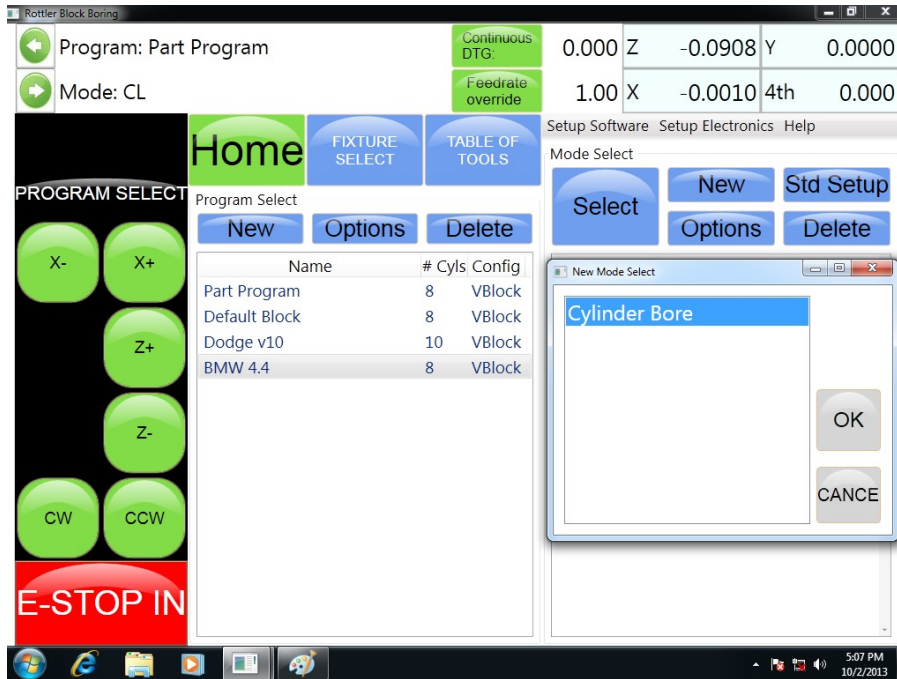 Rottler Block Boring
Program: Part Program
Continuous DTG:
0.000 Z -0.0908 Y 0.0000
Mode: CL
Feedrate override
1.00 X -0.0010 4th 0.000
Setup Software Setup Electronics Help
Home
FIXTURE SELECT
TABLE OF TOOLS
Mode Select
Select
New
Std Setup
Options
Delete
PROGRAM SELECT
X-
X+
Z+
Z-
CW
CCW
E-STOP IN
Program Select
New Options Delete
Name # Cyls Config
Part Program 8 VBlock
Default Block 8 VBlock
Dodge v10 10 VBlock
BMW 4.4 8 VBlock
New Mode Select
Cylinder Bore
OK
CANCE
5:07 PM
10/2/2013